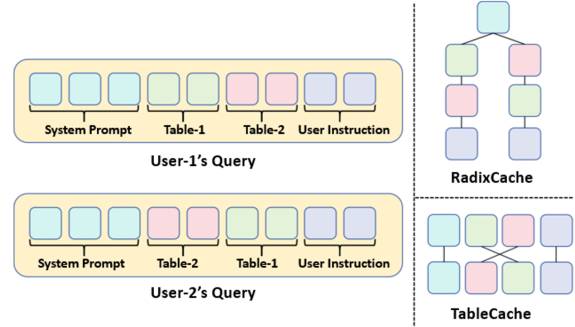 System Prompt Table-1 Table-2 User Instruction
User-1's Query
System Prompt Table-2 Table-1 User Instruction
User-2's Query
RadixCache
TableCache